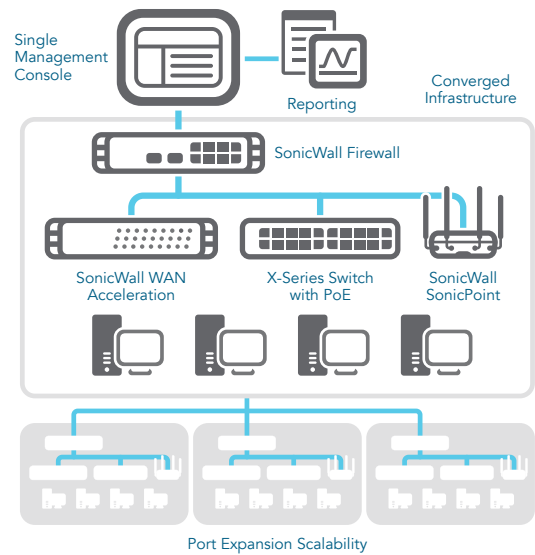 Single
Management
Console
Reporting
Converged
Infrastructure
SonicWall Firewall
SonicWall WAN
Acceleration
X-Series Switch
with PoE
SonicWall
SonicPoint
Port Expansion Scalability